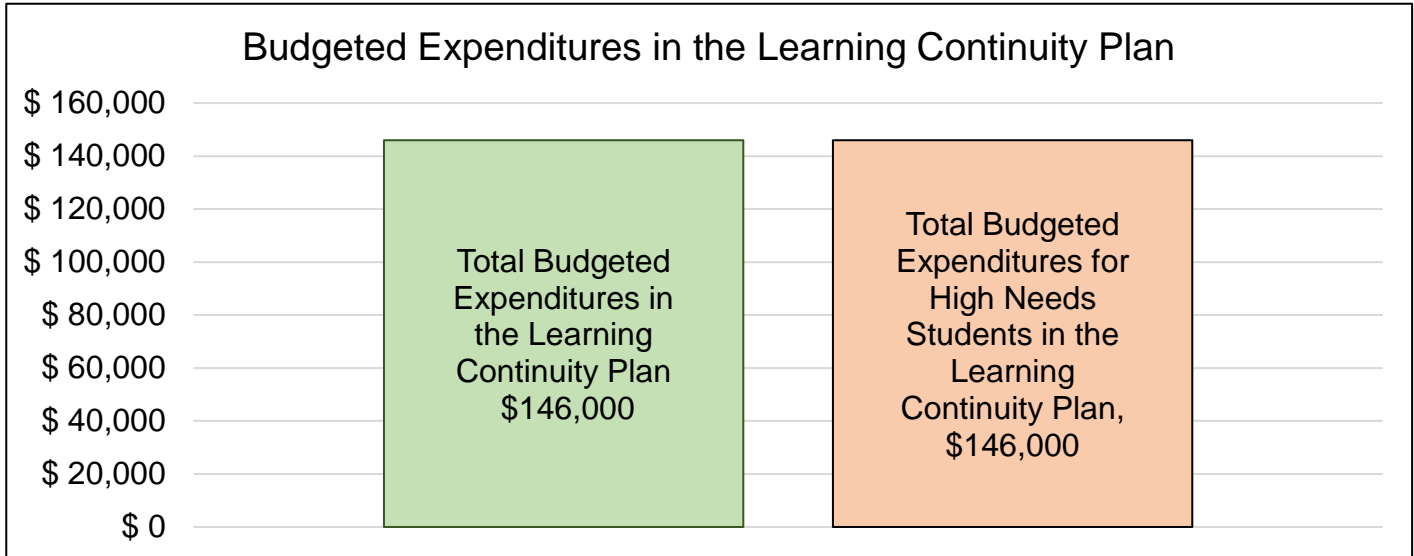 Budgeted Expenditures in the Learning Continuity Plan
$ 160,000
$ 140,000
$ 120,000
$ 100,000
$ 80,000
$ 60,000
$ 40,000
$ 20,000
$ 0
Total Budgeted
Expenditures in
the Learning
Continuity Plan
$146,000
Total Budgeted
Expenditures for
High Needs
Students in the
Learning
Continuity Plan,
$146,000